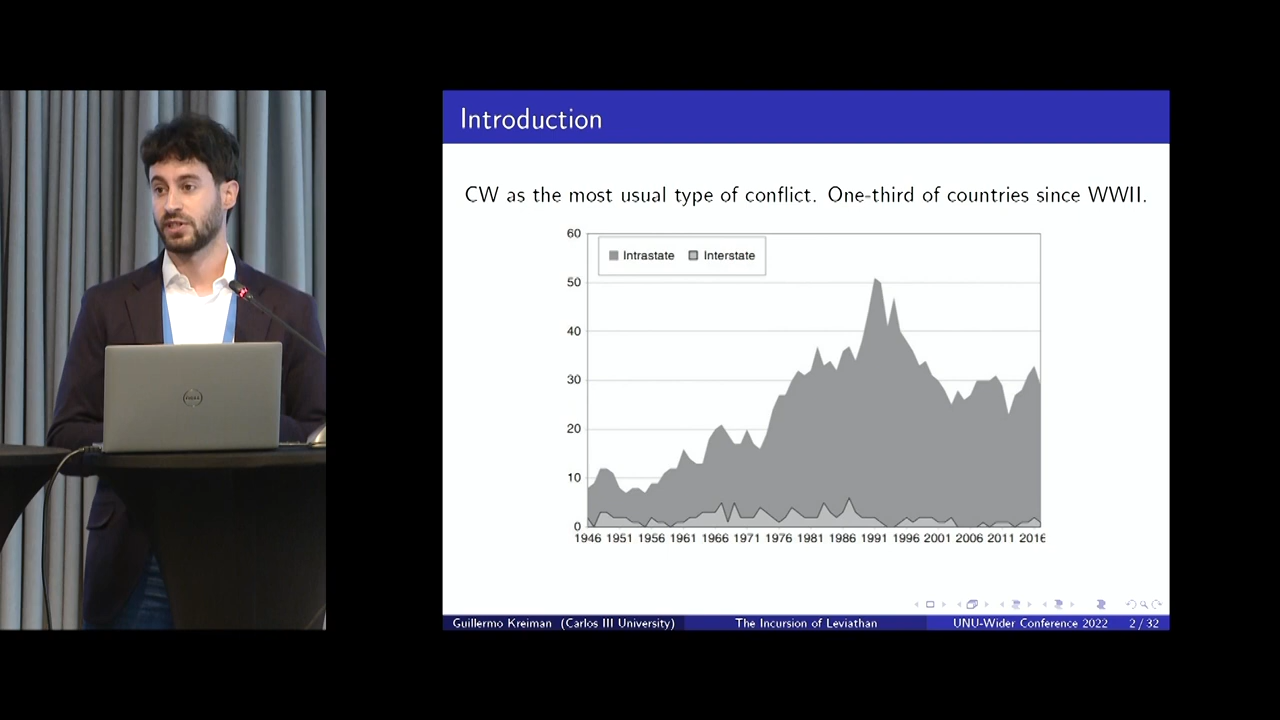 Introduction
CW as the most usual type of conflict. One-third of countries since WWII.
60
Intrastate Interstate
50
40
30
20
10
0
1946 1951 1956 1961 1966 1971 1976 1981 1986 1991 1996 2001 2006 2011 2016
DELL
Guillermo Kreiman (Carlos III University) The Incursion of Leviathan UNU-Wider Conference 2022 2 / 32